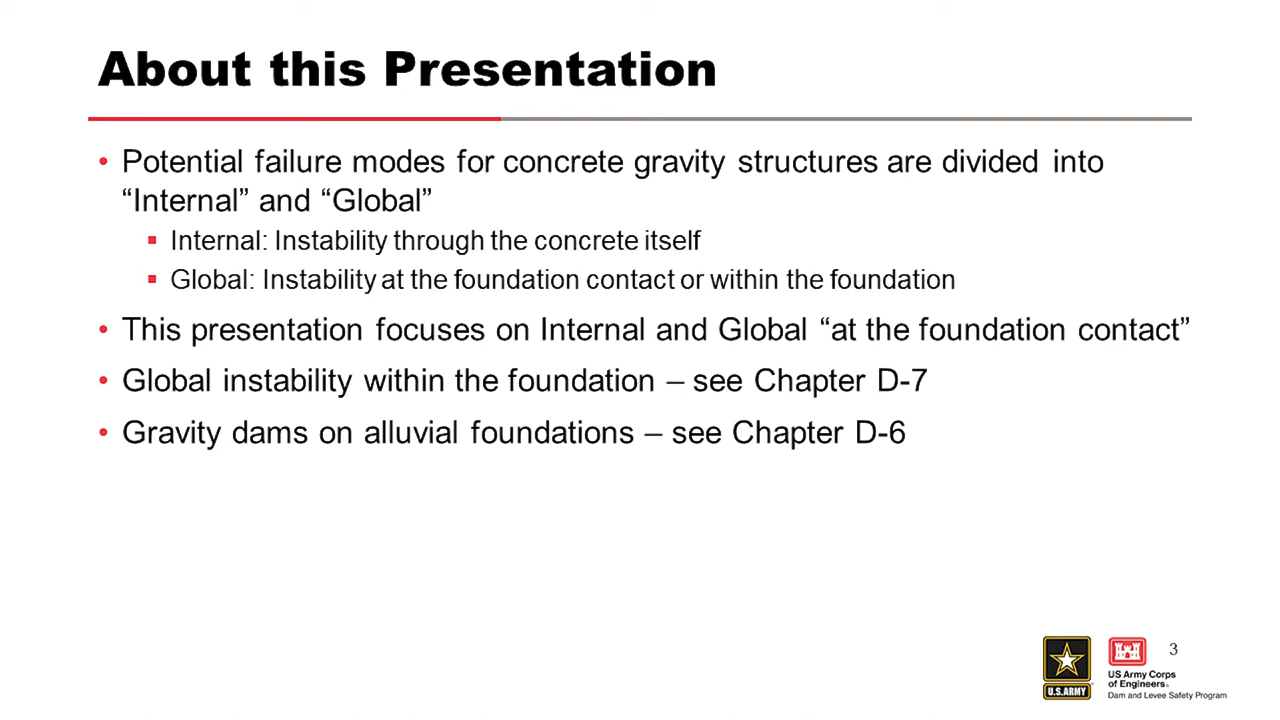 About this Presentation
• Potential failure modes for concrete gravity structures are divided into
“Internal” and “Global”
▪ Internal: Instability through the concrete itself
▪ Global: Instability at the foundation contact or within the foundation
• This presentation focuses on Internal and Global “at the foundation contact”
• Global instability within the foundation – see Chapter D-7
• Gravity dams on alluvial foundations – see Chapter D-6
U.S.ARMY
US Army Corps
of Engineers®
Dam and Levee Safety Program
3